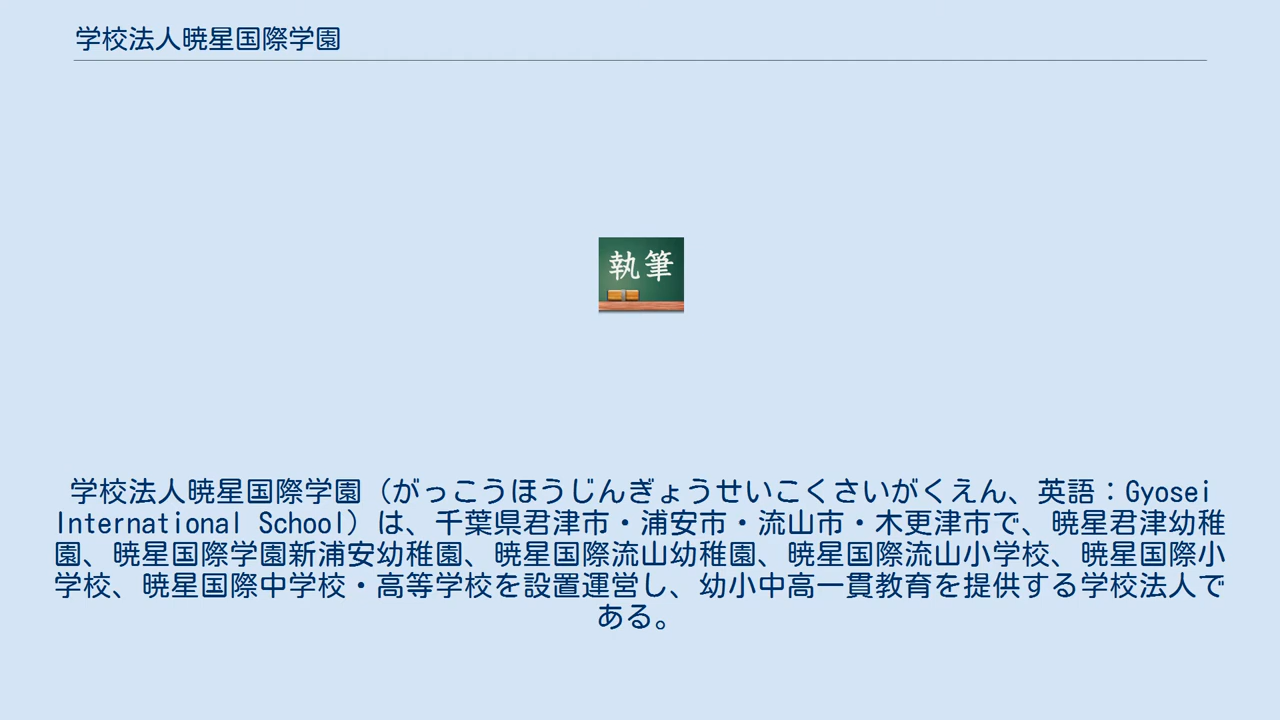 学校法人暁星国際学園
執筆
学校法人暁星国際学園（がっこうほうじんぎょうせいこくさいがくえん、英語：Gyosei
International School）は、千葉県君津市・浦安市・流山市・木更津市で、暁星君津幼稚
園、暁星国際学園新浦安幼稚園、暁星国際流山幼稚園、暁星国際流山小学校、暁星国際小
学校、暁星国際中学校・高等学校を設置運営し、幼小中高一貫教育を提供する学校法人で
ある。